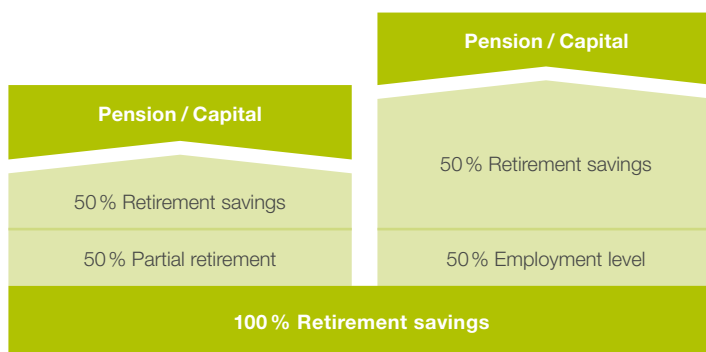 Pension / Capital
50 % Retirement savings
50 % Partial retirement
Pension / Capital
50 % Retirement savings
50 % Employment level
100 % Retirement savings